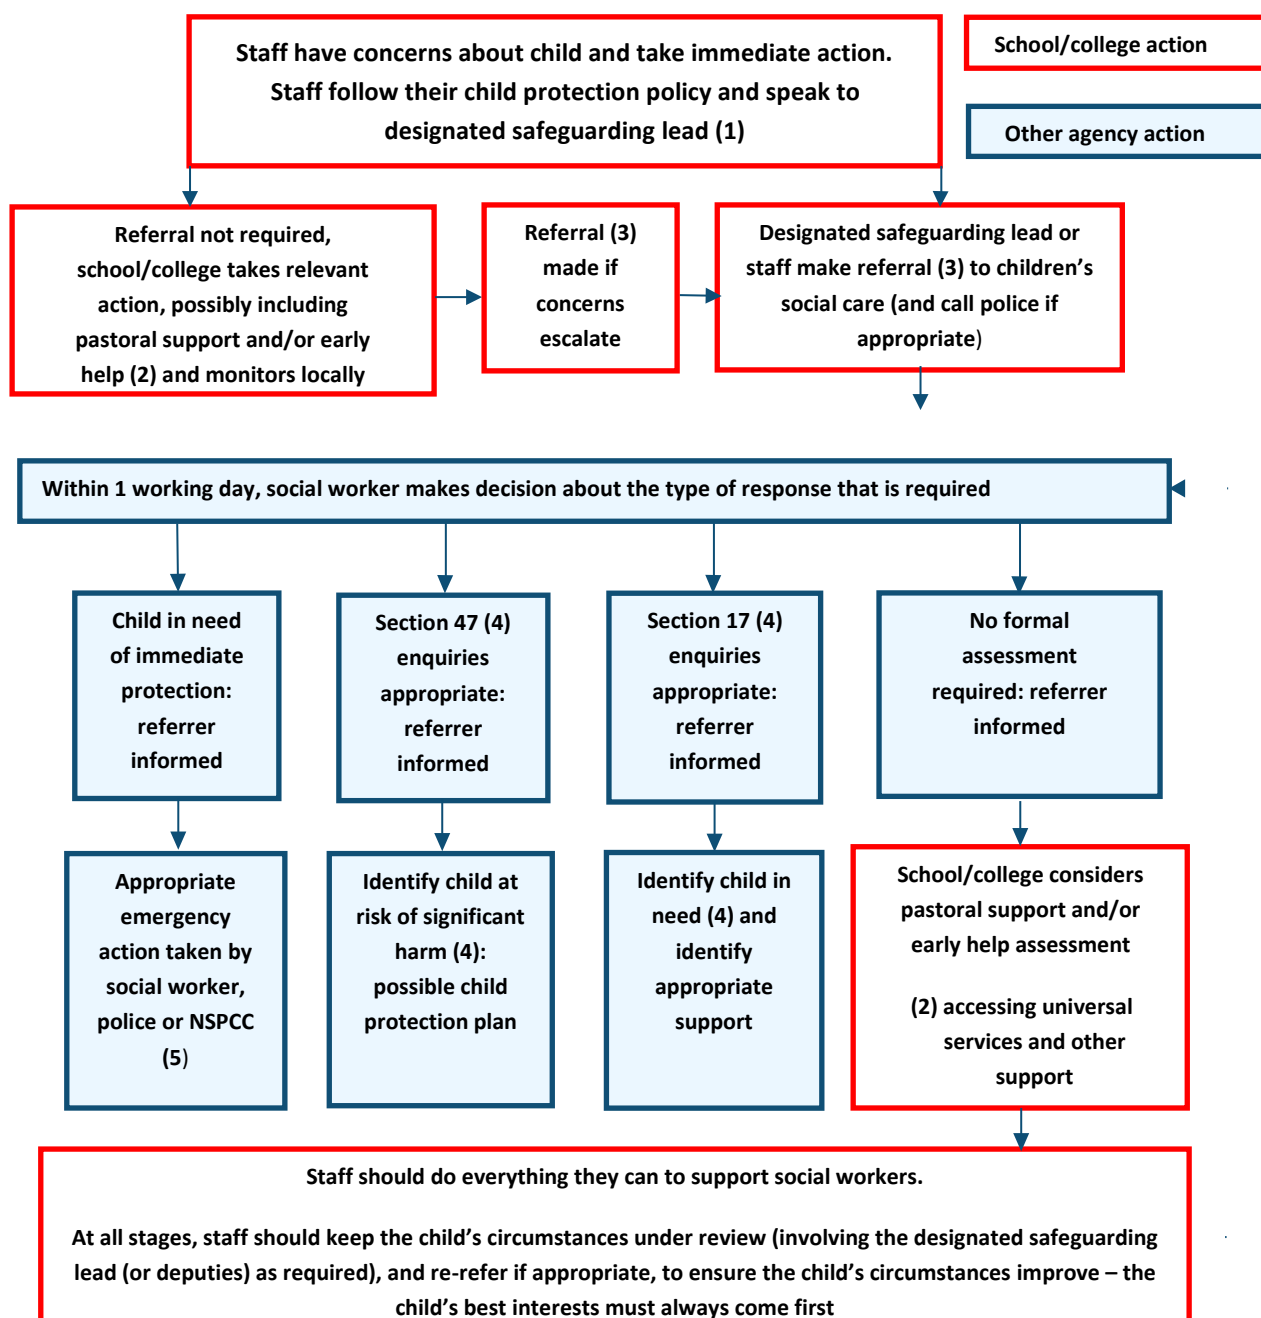 Staff have concerns about child and take immediate action.
Staff follow their child protection policy and speak to
designated safeguarding lead (1)
School/college action
Other agency action
Referral not required,
school/college takes relevant
action, possibly including
pastoral support and/or early
help (2) and monitors locally
Referral (3)
made if
concerns
escalate
Designated safeguarding lead or
staff make referral (3) to children’s
social care (and call police if
appropriate)
Within 1 working day, social worker makes decision about the type of response that is required
Child in need
of immediate
protection:
referrer
informed
Section 47 (4)
enquiries
appropriate:
referrer
informed
Section 17 (4)
enquiries
appropriate:
referrer
informed
No formal
assessment
required: referrer
informed
Appropriate
emergency
action taken by
social worker,
police or NSPCC
(5)
Identify child at
risk of significant
harm (4):
possible child
protection plan
Identify child in
need (4) and
identify
appropriate
support
School/college considers
pastoral support and/or
early help assessment
(2) accessing universal
services and other
support
Staff should do everything they can to support social workers.
At all stages, staff should keep the child’s circumstances under review (involving the designated safeguarding
lead (or deputies) as required), and re-refer if appropriate, to ensure the child’s circumstances improve – the
child’s best interests must always come first